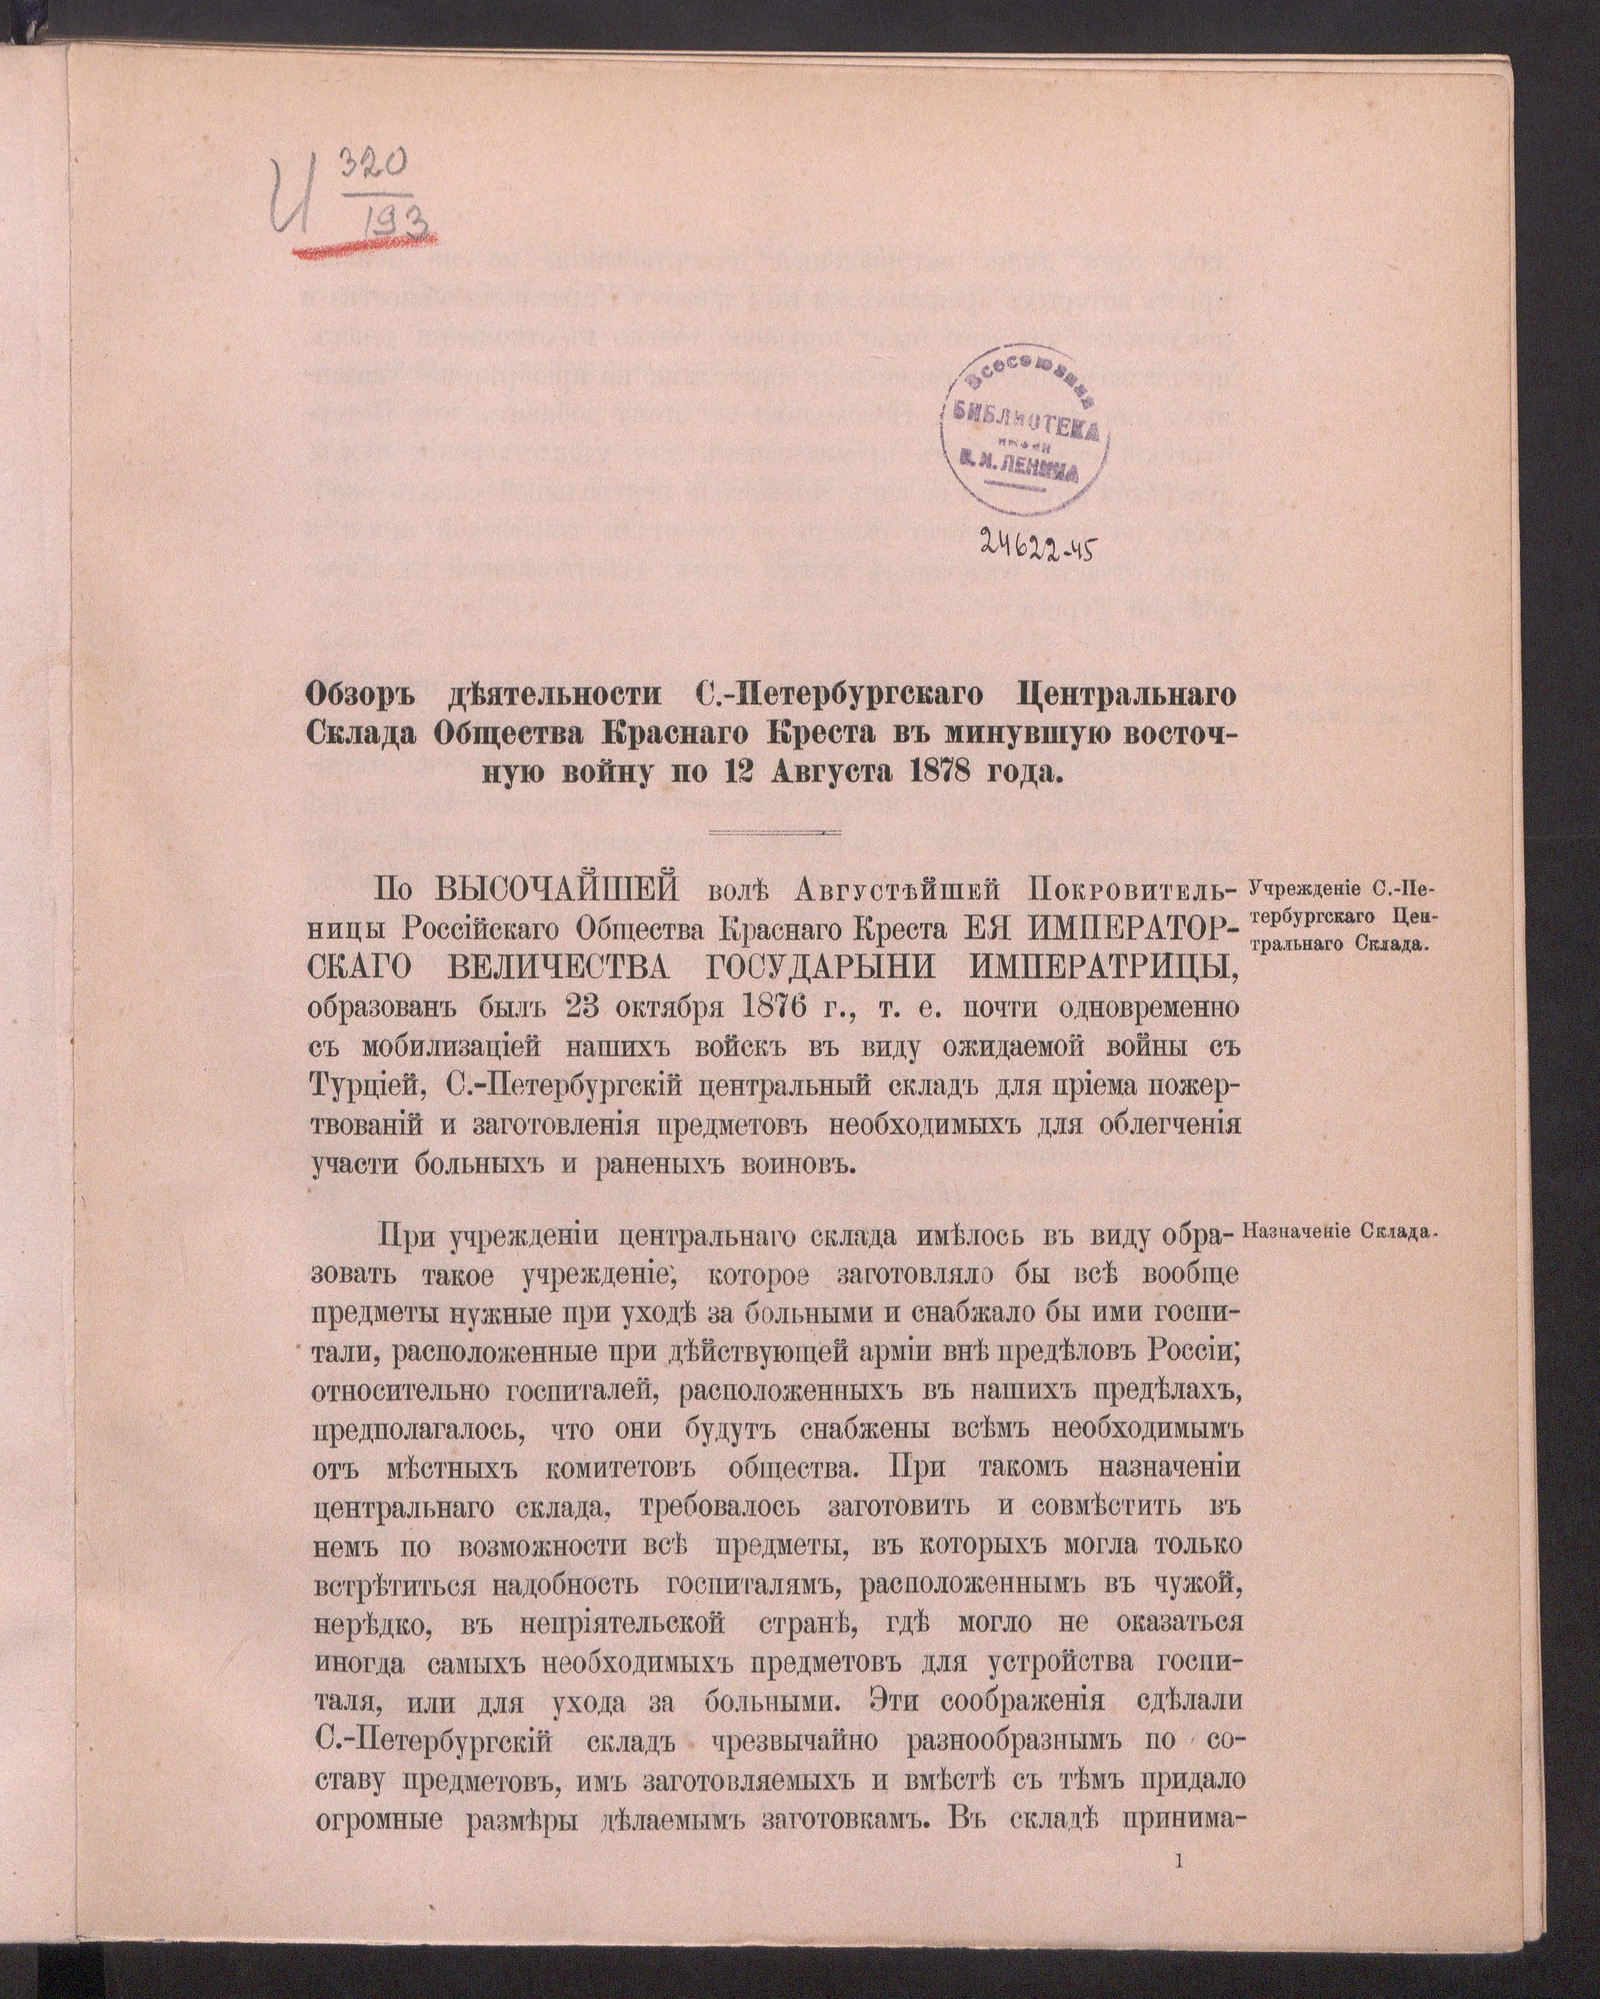 И 320
193
Всесоюзная
БИБЛИОТЕКА
имени
В. И. ЛЕНИНА
24622-45
Обзоръ дѣятельности С.-Петербургскаго Центральнаго
Склада Общества Краснаго Креста въ минувшую восточ-
ную войну по 12 Августа 1878 года.
По ВЫСОЧАЙШЕЙ волѣ Августѣйшей Покровитель-
ницы Россійскаго Общества Краснаго Креста ЕЯ ИМПЕРАТОР-
СКАГО ВЕЛИЧЕСТВА ГОСУДАРЫНИ ИМПЕРАТРИЦЫ,
образованъ былъ 23 октября 1876 г., т. е. почти одновременно
съ мобилизаціей нашихъ войскъ въ виду ожидаемой войны съ
Турціей, С.-Петербургскій центральный складъ для пріема пожер-
твованій и заготовленія предметовъ необходимыхъ для облегченія
участи больныхъ и раненыхъ воиновъ.
Учрежденіе С.-Пе-
тербургскаго Цен-
тральнаго Склада.
При учрежденіи центральнаго склада имѣлось въ виду обра-
зовать такое учрежденіе, которое заготовляло бы всѣ вообще
предметы нужные при уходѣ за больными и снабжало бы ими госпи-
тали, расположенные при дѣйствующей арміи внѣ предѣловъ Россіи;
относительно госпиталей, расположенныхъ въ нашихъ предѣлахъ,
предполагалось, что они будутъ снабжены всѣмъ необходимымъ
отъ мѣстныхъ комитетовъ общества. При такомъ назначеніи
центральнаго склада, требовалось заготовить и совмѣстить въ
немъ по возможности всѣ предметы, въ которыхъ могла только
встрѣтиться надобность госпиталямъ, расположеннымъ въ чужой,
нерѣдко, въ непріятельской странѣ, гдѣ могло не оказаться
иногда самыхъ необходимыхъ предметовъ для устройства госпи-
таля, или для ухода за больными. Эти соображенія сдѣлали
С.-Петербургскій складъ чрезвычайно разнообразнымъ по со-
ставу предметовъ, имъ заготовляемыхъ и вмѣстѣ съ тѣмъ придало
огромные размѣры дѣлаемымъ заготовкамъ. Въ складѣ принима-
Назначеніе Склада.
1